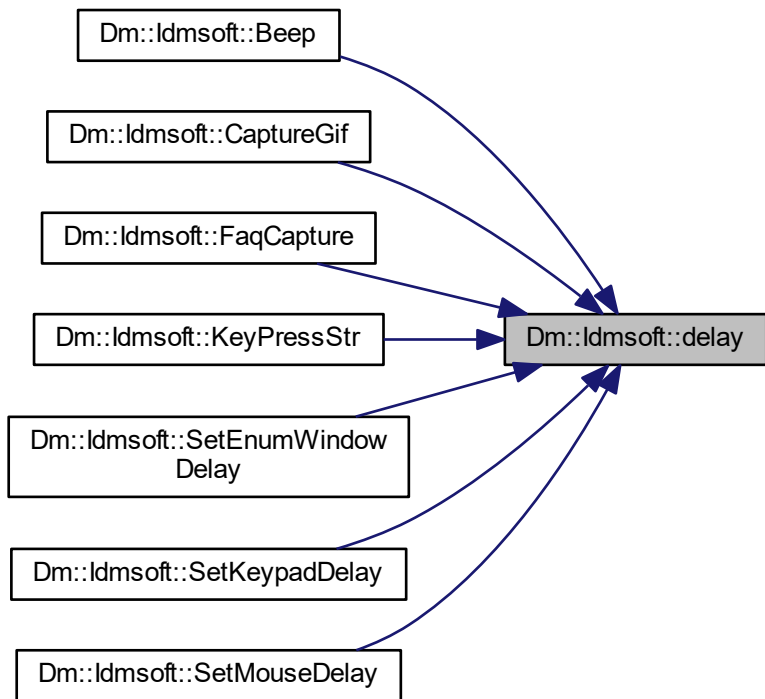 Dm::Idmsoft::Beep
Dm::Idmsoft::CaptureGif
Dm::Idmsoft::FaqCapture
Dm::Idmsoft::KeyPressStr
Dm::Idmsoft::delay
Dm::Idmsoft::SetEnumWindow
Delay
Dm::Idmsoft::SetKeypadDelay
Dm::Idmsoft::SetMouseDelay